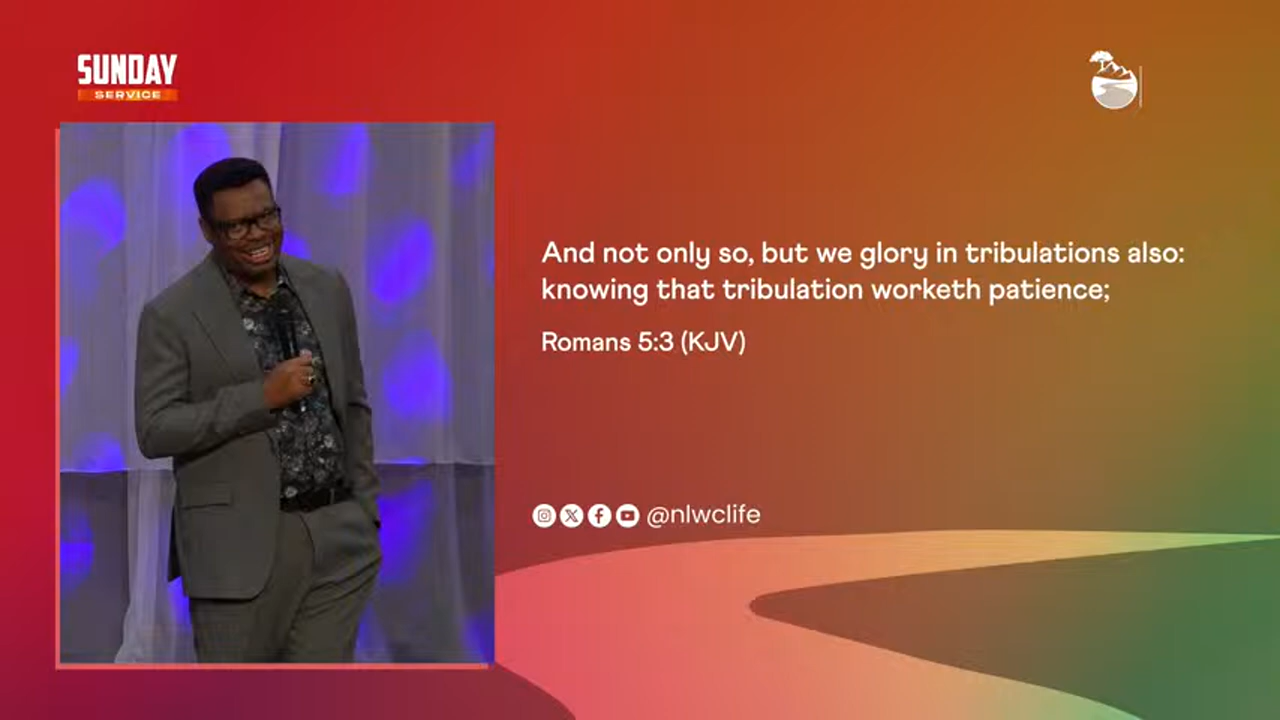 SUNDAY
SERVICE
And not only so, but we glory in tribulations also:
knowing that tribulation worketh patience;
Romans 5:3 (KJV)
@nlwclife